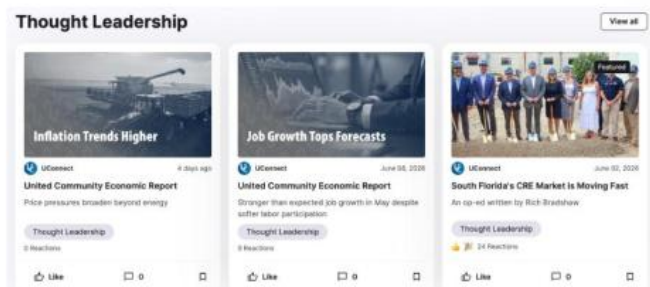 Thought Leadership
View all
Inflation Trends Higher
UConnect
4 days ago
United Community Economic Report
Price pressures broaden beyond energy
Thought Leadership
0 Reactions
Like
0
Job Growth Tops Forecasts
UConnect
June 08, 2026
United Community Economic Report
Stronger than expected job growth in May despite
softer labor participation
Thought Leadership
0 Reactions
Like
0
Featured
UConnect
June 02, 2026
South Florida's CRE Market is Moving Fast
An op-ed written by Rich Bradshaw
Thought Leadership
24 Reactions
Like
0